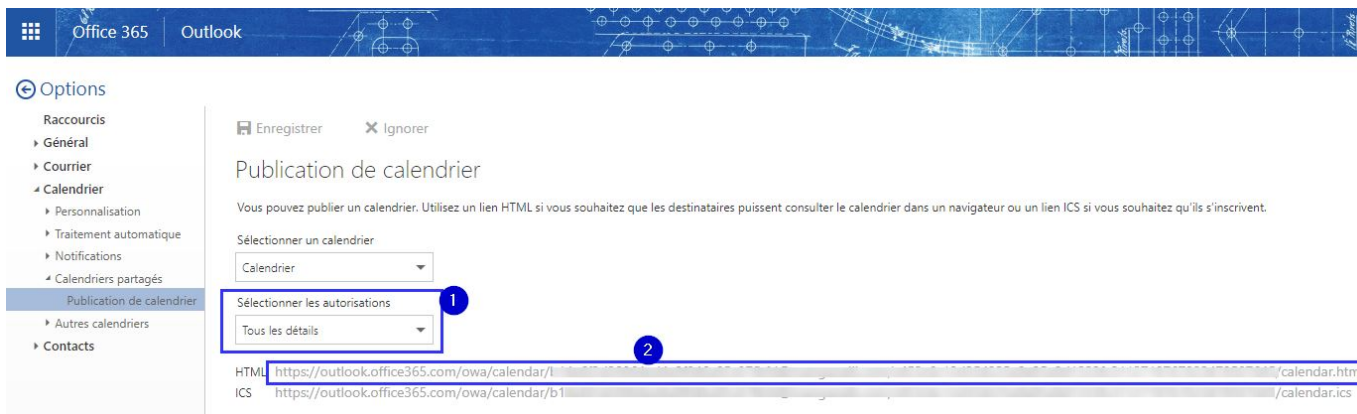 Office 365 Outlook
Options
Raccourcis
Enregistrer Ignorer
Général
Courrier
Publication de calendrier
Calendrier
Personnalisation
Vous pouvez publier un calendrier. Utilisez un lien HTML si vous souhaitez que les destinataires puissent consulter le calendrier dans un navigateur ou un lien ICS si vous souhaitez qu'ils s'inscrivent.
Traitement automatique
Sélectionner un calendrier
Notifications
Calendrier
Calendriers partagés
Publication de calendrier
Sélectionner les autorisations 1
Autres calendriers
Tous les détails
Contacts
2
HTML https://outlook.office365.com/owa/calendar/ /calendar.htm
ICS https://outlook.office365.com/owa/calendar/b1 /calendar.ics